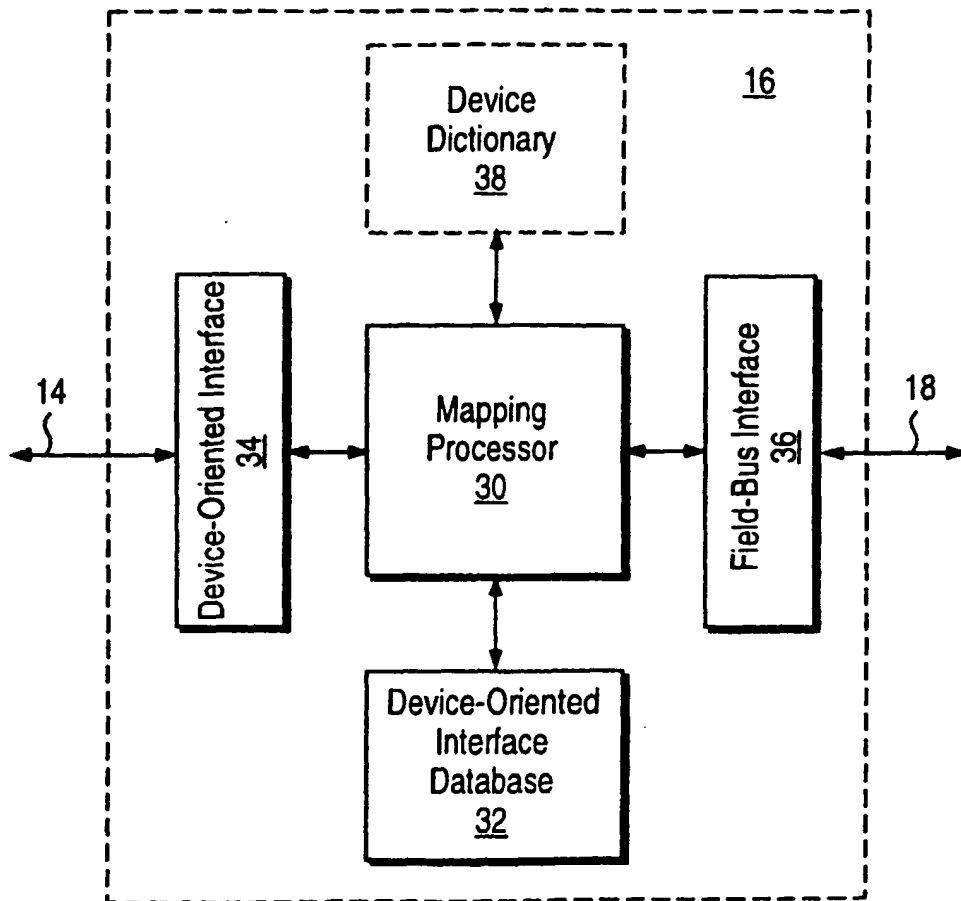 16
Device
Dictionary
38
14
Device-Oriented Interface
34
Mapping
Processor
30
Field-Bus Interface
36
18
Device-Oriented
Interface
Database
32